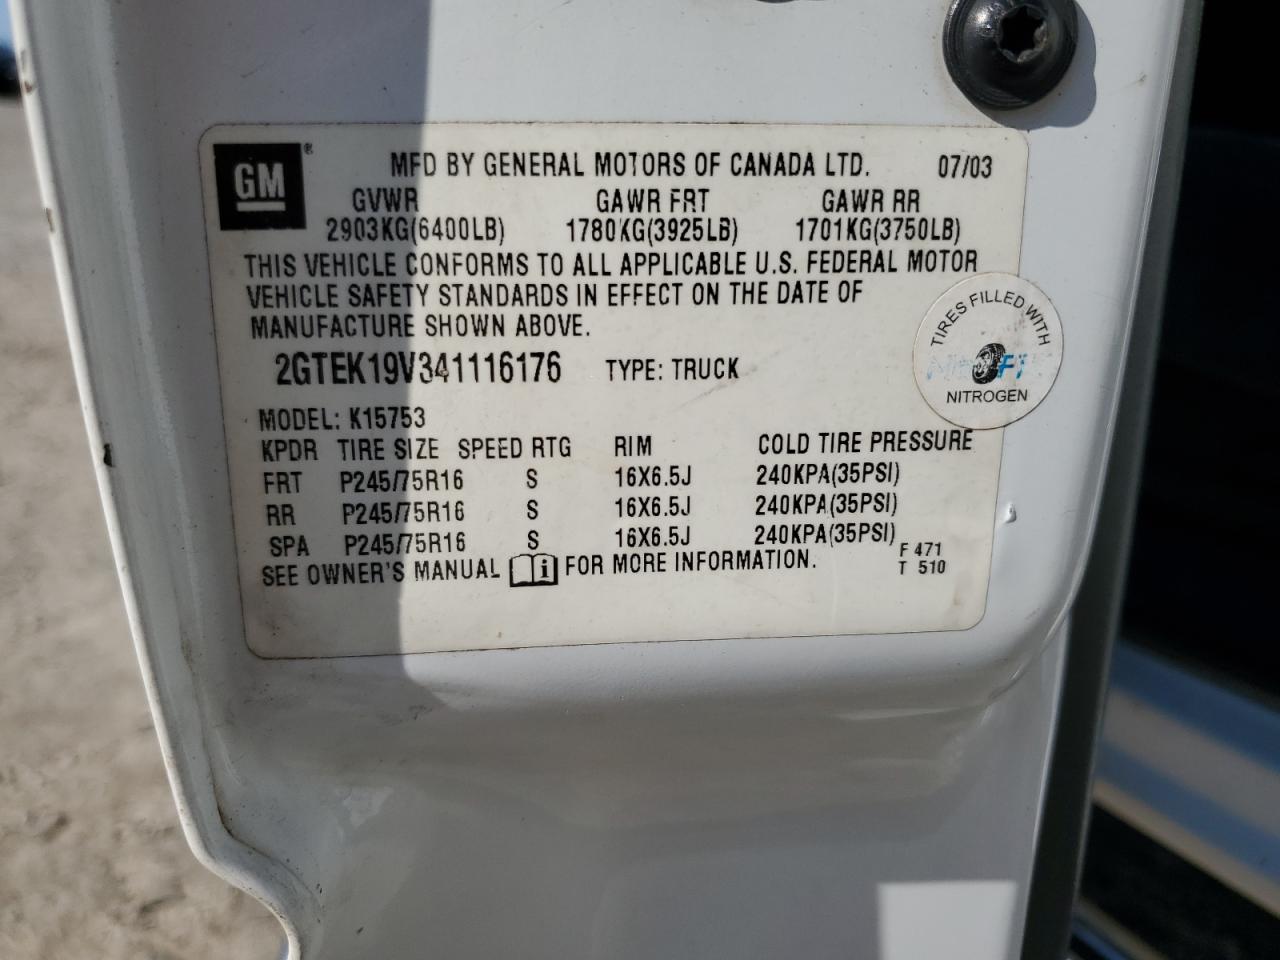 GM ®
MFD BY GENERAL MOTORS OF CANADA LTD. 07/03
GVWR GAWR FRT GAWR RR
2903KG(6400LB) 1780KG(3925LB) 1701KG(3750LB)
THIS VEHICLE CONFORMS TO ALL APPLICABLE U.S. FEDERAL MOTOR
VEHICLE SAFETY STANDARDS IN EFFECT ON THE DATE OF
MANUFACTURE SHOWN ABOVE.
2GTEK19V341116176 TYPE: TRUCK
MODEL: K15753
KPDR TIRE SIZE SPEED RTG RIM COLD TIRE PRESSURE
FRT P245/75R16 S 16X6.5J 240KPA(35PSI)
RR P245/75R16 S 16X6.5J 240KPA(35PSI)
SPA P245/75R16 S 16X6.5J 240KPA(35PSI)
SEE OWNER'S MANUAL i FOR MORE INFORMATION.
F 471
T 510
TIRES FILLED WITH
NITROGEN